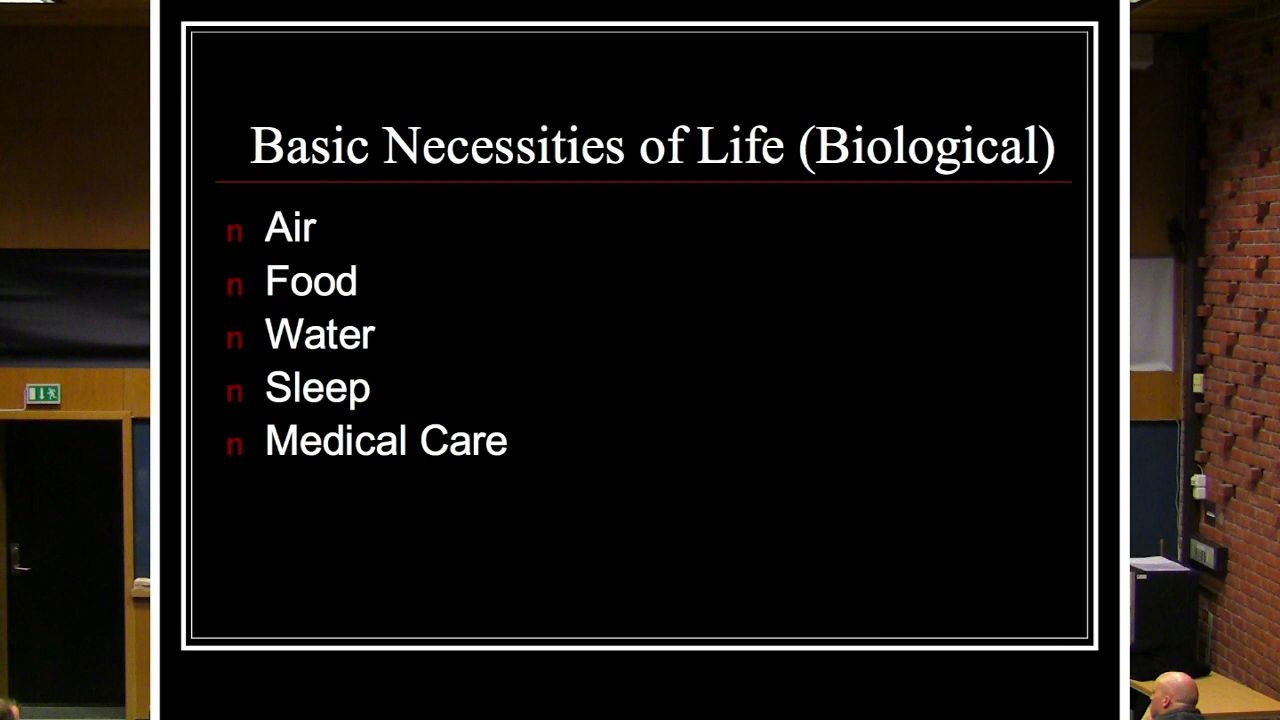 Basic Necessities of Life (Biological)
n Air
n Food
n Water
n Sleep
n Medical Care